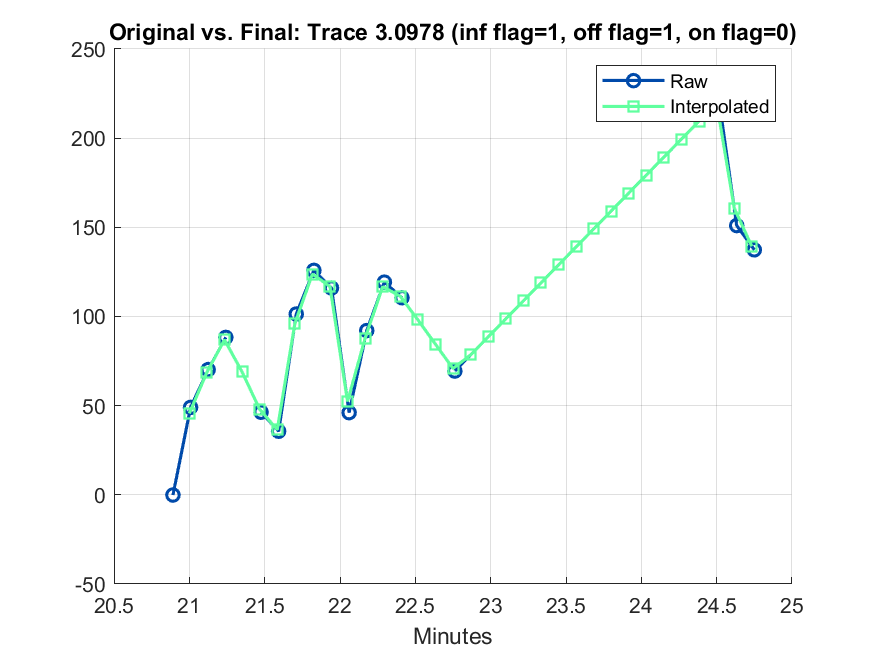 Original vs. Final: Trace 3.0978 (inf flag=1, off flag=1, on flag=0)
250
200
150
100
50
0
-50
Raw
Interpolated
20.5 21 21.5 22 22.5 23 23.5 24 24.5 25
Minutes